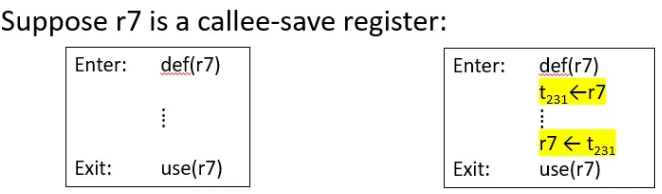 Suppose r7 is a callee-save register:
Enter: def(r7)
⋮
Exit: use(r7)
Enter: def(r7)
t231←r7
⋮
r7 ← t231
Exit: use(r7)